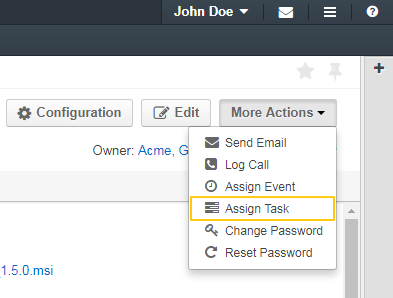 John Doe
Configuration
Edit
More Actions
Owner: Acme, G
Send Email
Log Call
Assign Event
Assign Task
Change Password
Reset Password
1.5.0.msi